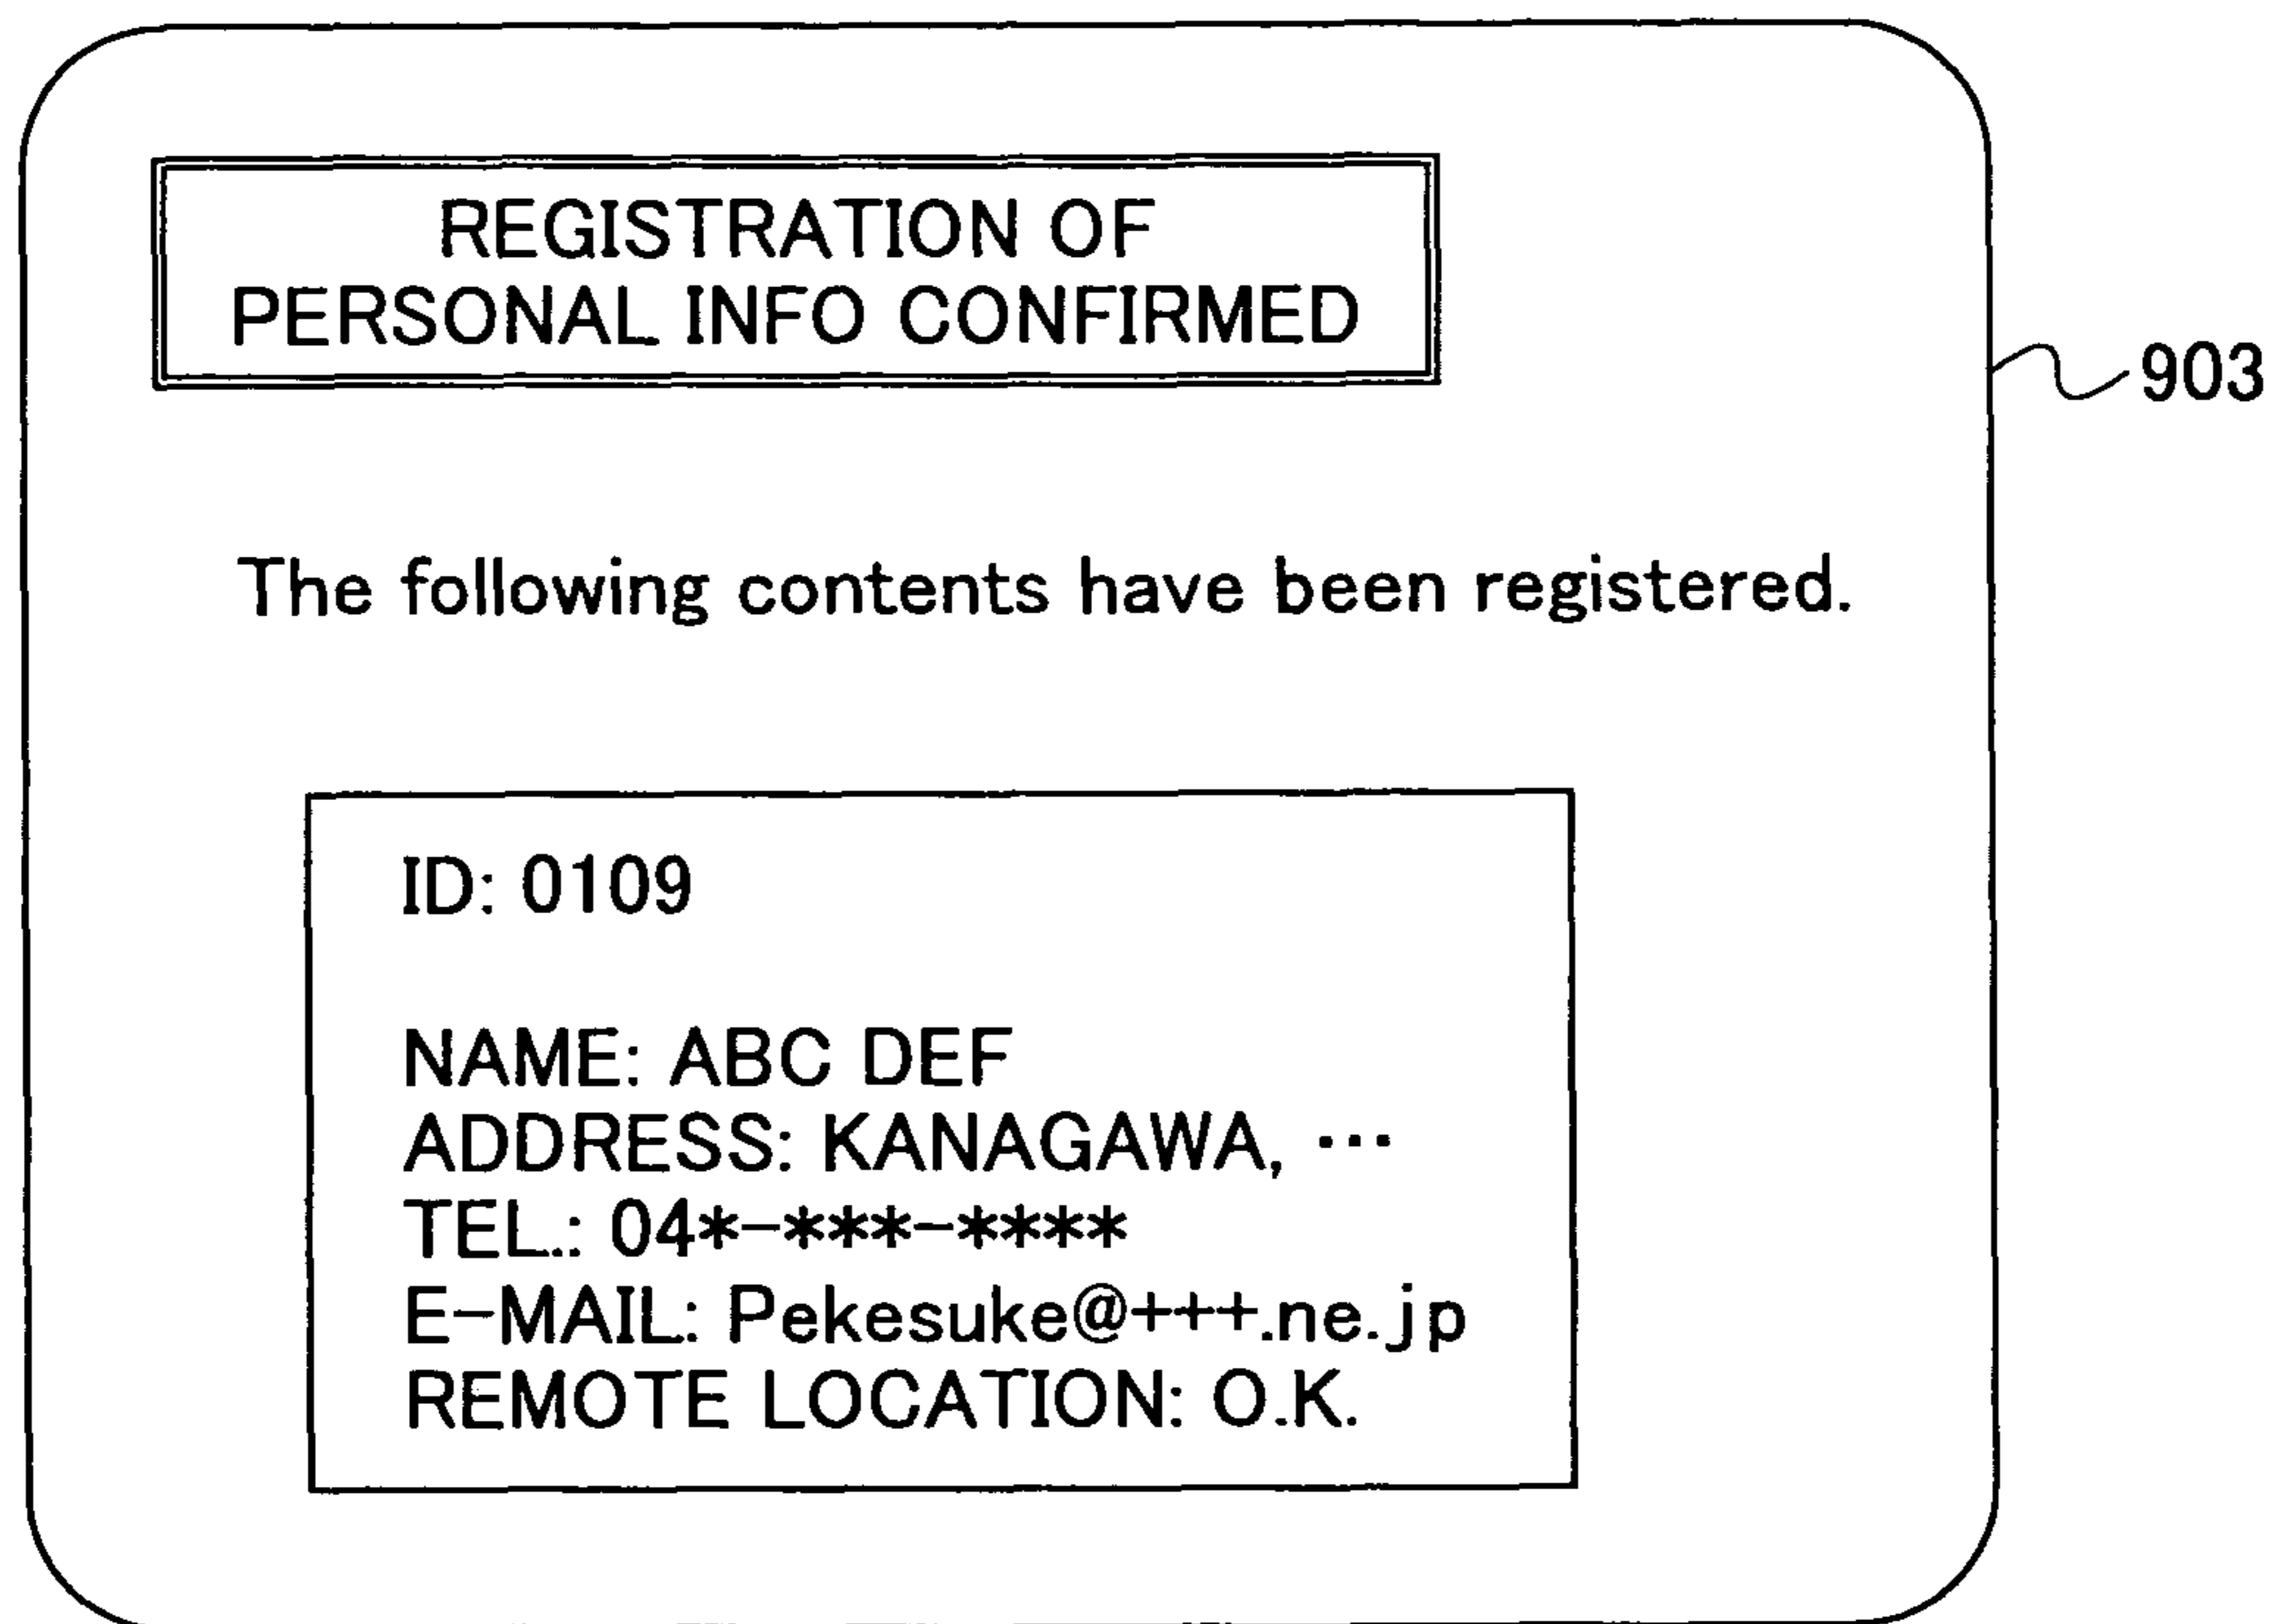 REGISTRATION OF
PERSONAL INFO CONFIRMED
903
The following contents have been registered.
ID: 0109
NAME: ABC DEF
ADDRESS: KANAGAWA, ···
TEL.: 04*-***-****
E-MAIL: Pekesuke@+++.ne.jp
REMOTE LOCATION: O.K.